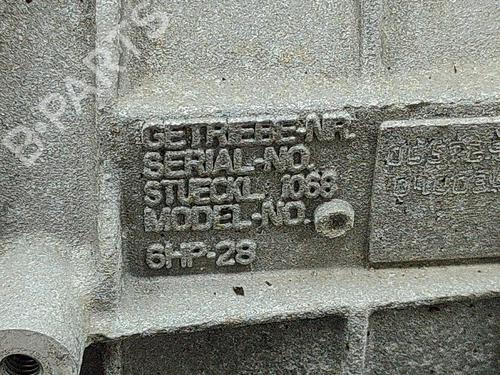 B-PARTS
GETRIEBE-NR.
SERIAL-NO.
STUECKL. 1068
MODEL-NO.
6HP-28